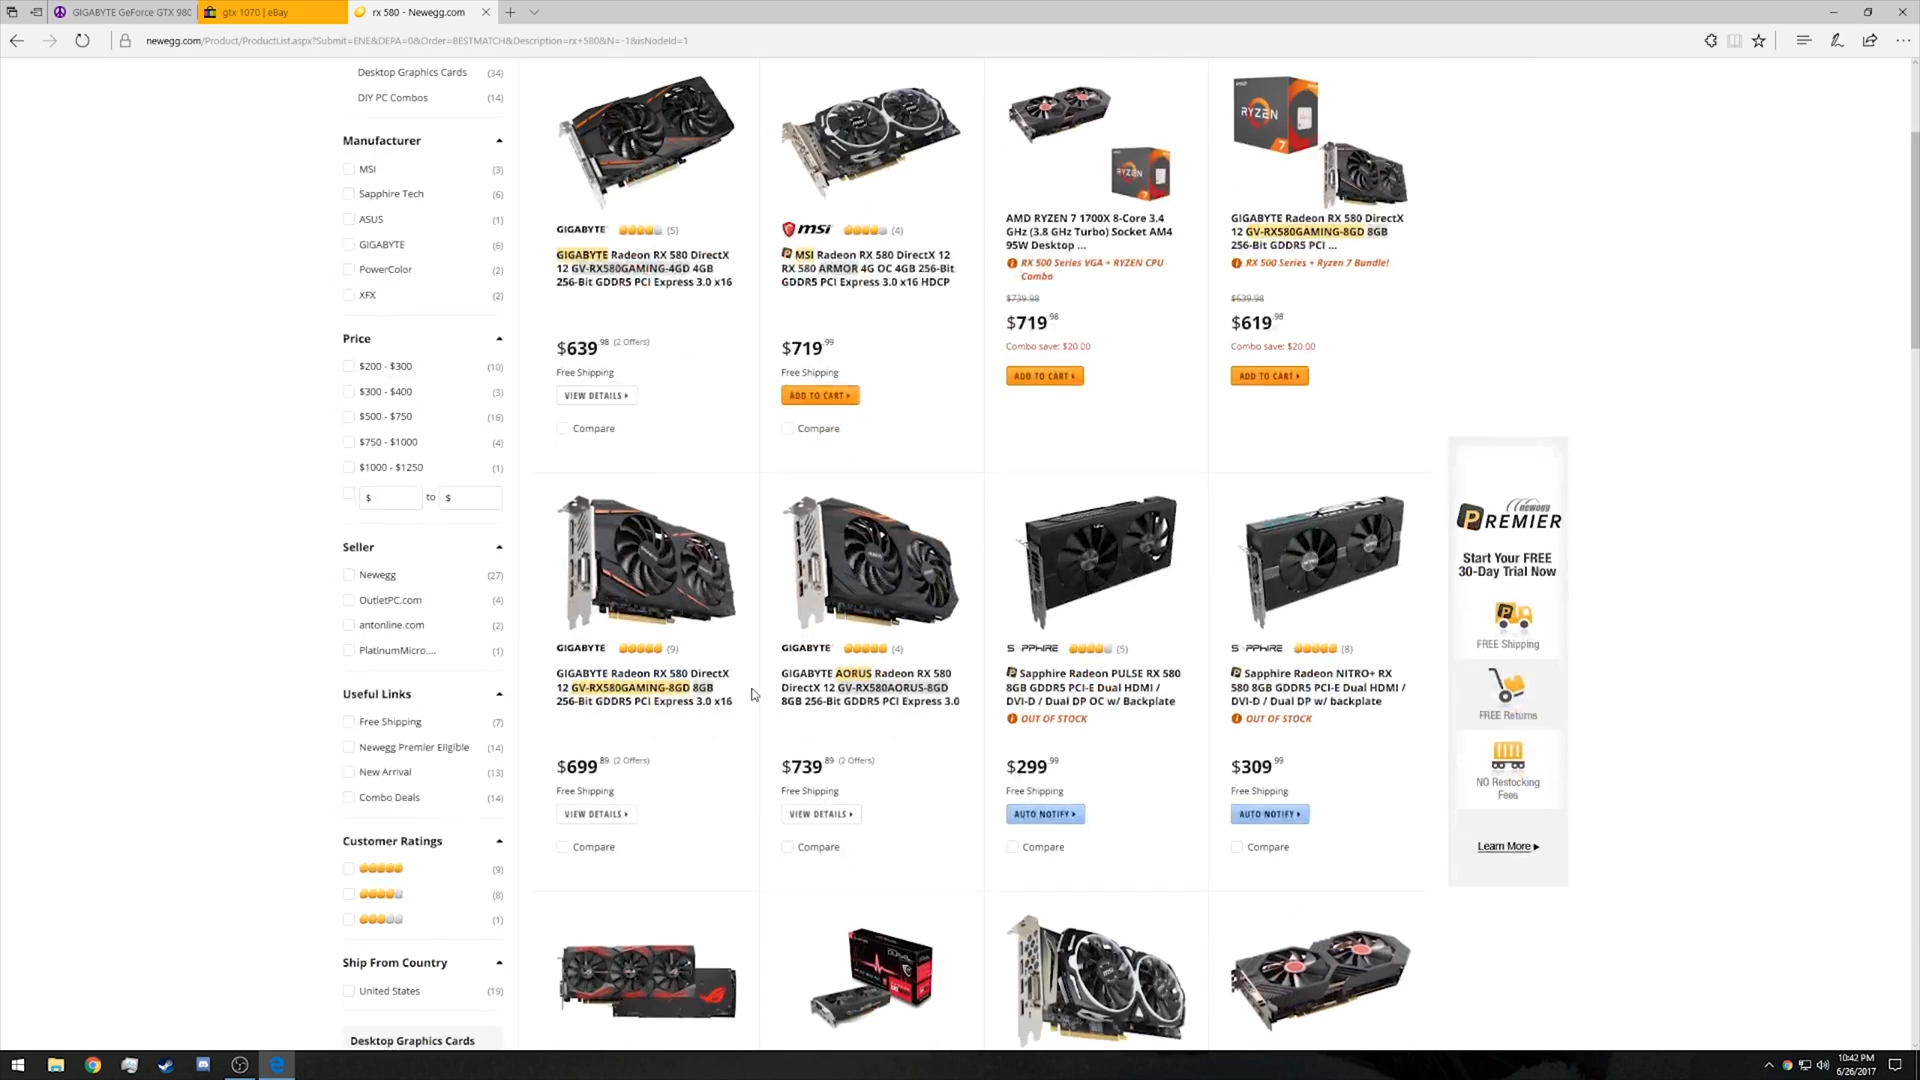 GIGABYTE GeForce GTX 980
gtx 1070 | eBay
rx 580 - Newegg.com
newegg.com/Product/ProductList.aspx?Submit=ENE&DEPA=0&Order=BESTMATCH&Description=rx+580&N=-1&isNodeId=1
Desktop Graphics Cards (34)
DIY PC Combos (14)
Manufacturer
MSI (3)
Sapphire Tech (6)
ASUS (1)
GIGABYTE (6)
PowerColor (2)
XFX (2)
Price
$200 - $300 (10)
$300 - $400 (3)
$500 - $750 (16)
$750 - $1000 (4)
$1000 - $1250 (1)
$ to $
Seller
Newegg (27)
OutletPC.com (4)
antonline.com (2)
PlatinumMicro.... (1)
Useful Links
Free Shipping (7)
Newegg Premier Eligible (14)
New Arrival (13)
Combo Deals (14)
Customer Ratings
(9)
(8)
(1)
Ship From Country
United States (19)
Desktop Graphics Cards
GIGABYTE (5)
GIGABYTE Radeon RX 580 DirectX
12 GV-RX580GAMING-4GD 4GB
256-Bit GDDR5 PCI Express 3.0 x16
$639.98 (2 Offers)
Free Shipping
VIEW DETAILS
Compare
msi (4)
MSI Radeon RX 580 DirectX 12
RX 580 ARMOR 4G OC 4GB 256-Bit
GDDR5 PCI Express 3.0 x16 HDCP
$719.99
Free Shipping
ADD TO CART
Compare
RYZEN
AMD RYZEN 7 1700X 8-Core 3.4
GHz (3.8 GHz Turbo) Socket AM4
95W Desktop ...
RX 500 Series VGA + RYZEN CPU
Combo
$739.98
$719.98
Combo save: $20.00
ADD TO CART
RYZEN
7
GIGABYTE Radeon RX 580 DirectX
12 GV-RX580GAMING-8GD 8GB
256-Bit GDDR5 PCI ...
RX 500 Series + Ryzen 7 Bundle!
$639.98
$619.98
Combo save: $20.00
ADD TO CART
GIGABYTE (9)
GIGABYTE Radeon RX 580 DirectX
12 GV-RX580GAMING-8GD 8GB
256-Bit GDDR5 PCI Express 3.0 x16
$699.89 (2 Offers)
Free Shipping
VIEW DETAILS
Compare
GIGABYTE (4)
GIGABYTE AORUS Radeon RX 580
DirectX 12 GV-RX580AORUS-8GD
8GB 256-Bit GDDR5 PCI Express 3.0
$739.89 (2 Offers)
Free Shipping
VIEW DETAILS
Compare
SAPPHIRE (5)
Sapphire Radeon PULSE RX 580
8GB GDDR5 PCI-E Dual HDMI /
DVI-D / Dual DP OC w/ Backplate
OUT OF STOCK
$299.99
Free Shipping
AUTO NOTIFY
Compare
SAPPHIRE (8)
Sapphire Radeon NITRO+ RX
580 8GB GDDR5 PCI-E Dual HDMI /
DVI-D / Dual DP w/ backplate
OUT OF STOCK
$309.99
Free Shipping
AUTO NOTIFY
Compare
newegg
PREMIER
Start Your FREE
30-Day Trial Now
FREE Shipping
FREE Returns
NO Restocking
Fees
Learn More
10:42 PM
6/26/2017